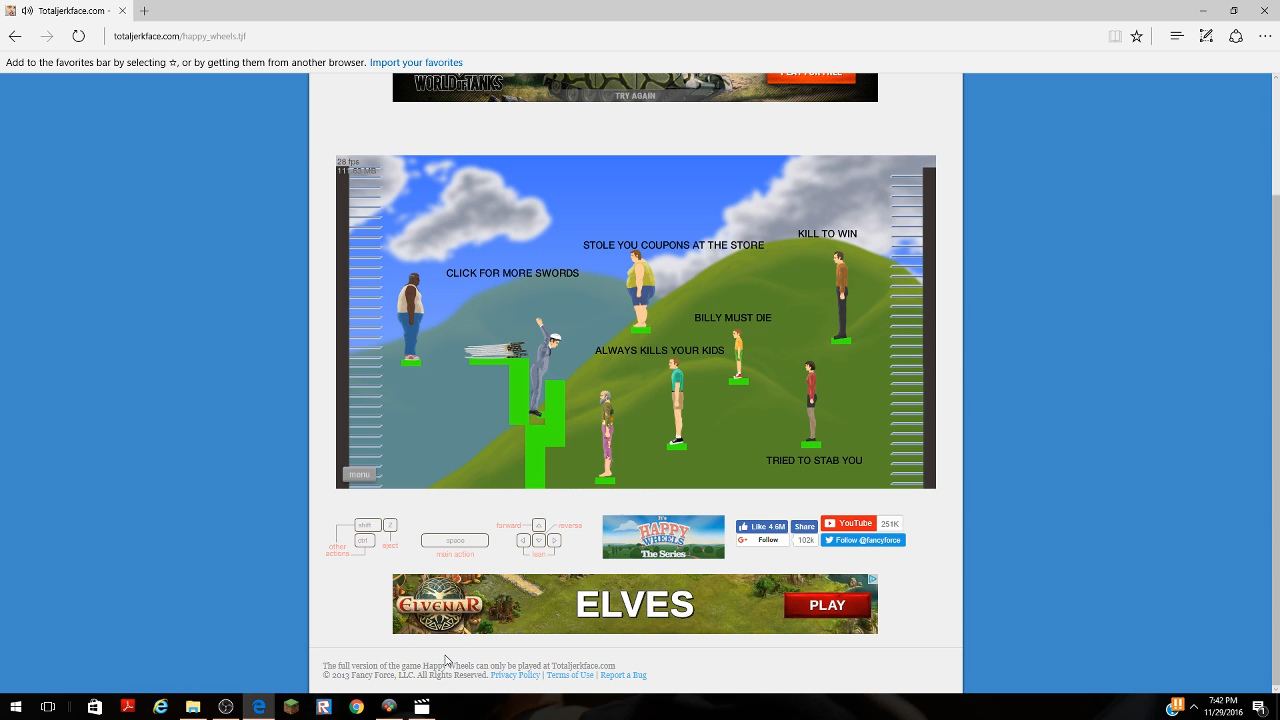 Totaljerkface.com -
totaljerkface.com/happy_wheels.tjf
Add to the favorites bar by selecting ☆, or by getting them from another browser. Import your favorites
WORLD OF TANKS
PLAY FOR FREE
TRY AGAIN
28 fps
KILL TO WIN
STOLE YOU COUPONS AT THE STORE
CLICK FOR MORE SWORDS
BILLY MUST DIE
ALWAYS KILLS YOUR KIDS
TRIED TO STAB YOU
menu
shift Z
ctrl
other actions
eject
space
main action
forward
reverse
lean
It's
HAPPY WHEELS
The Series
Like 4.6M Share
YouTube 251K
G+ Follow 102k
Follow @fancyforce
ELVENAR
ELVES
PLAY
The full version of the game Happy Wheels can only be played at Totaljerkface.com
© 2013 Fancy Force, LLC. All Rights Reserved. Privacy Policy | Terms of Use | Report a Bug
7:42 PM
11/29/2016